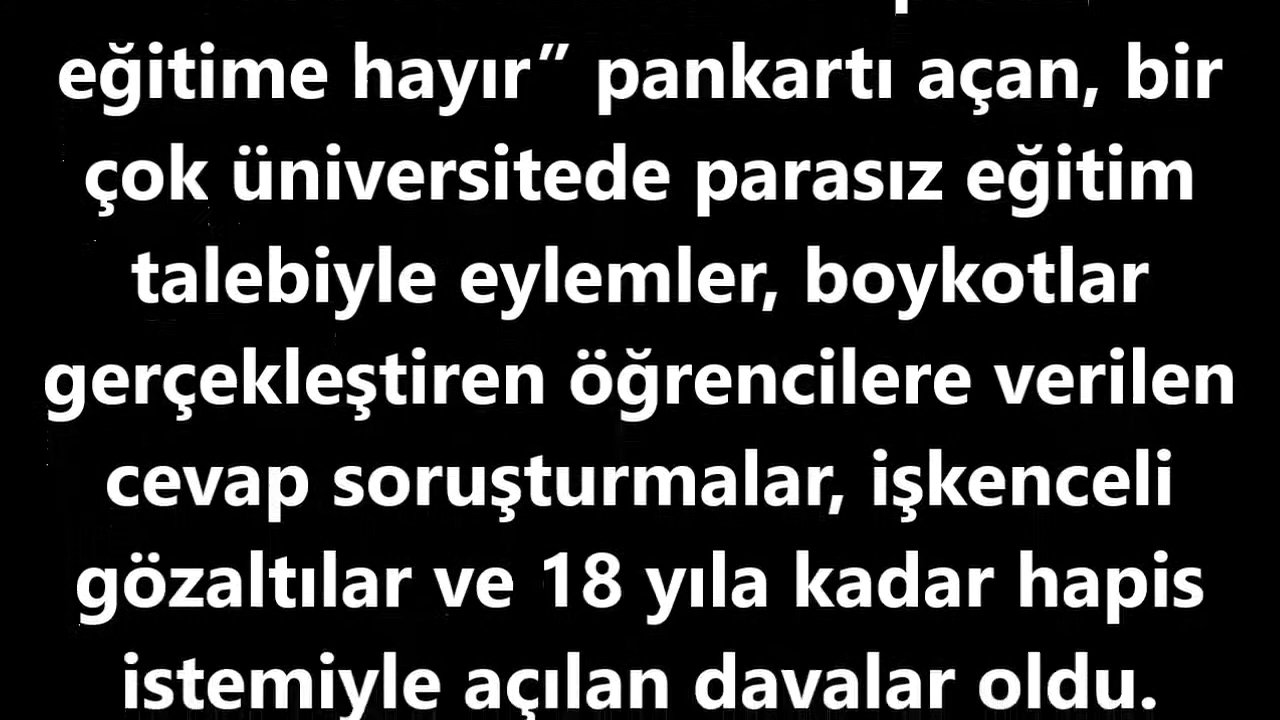 eğitime hayır” pankartı açan, bir
çok üniversitede parasız eğitim
talebiyle eylemler, boykotlar
gerçekleştiren öğrencilere verilen
cevap soruşturmalar, işkenceli
gözaltılar ve 18 yıla kadar hapis
istemiyle açılan davalar oldu.